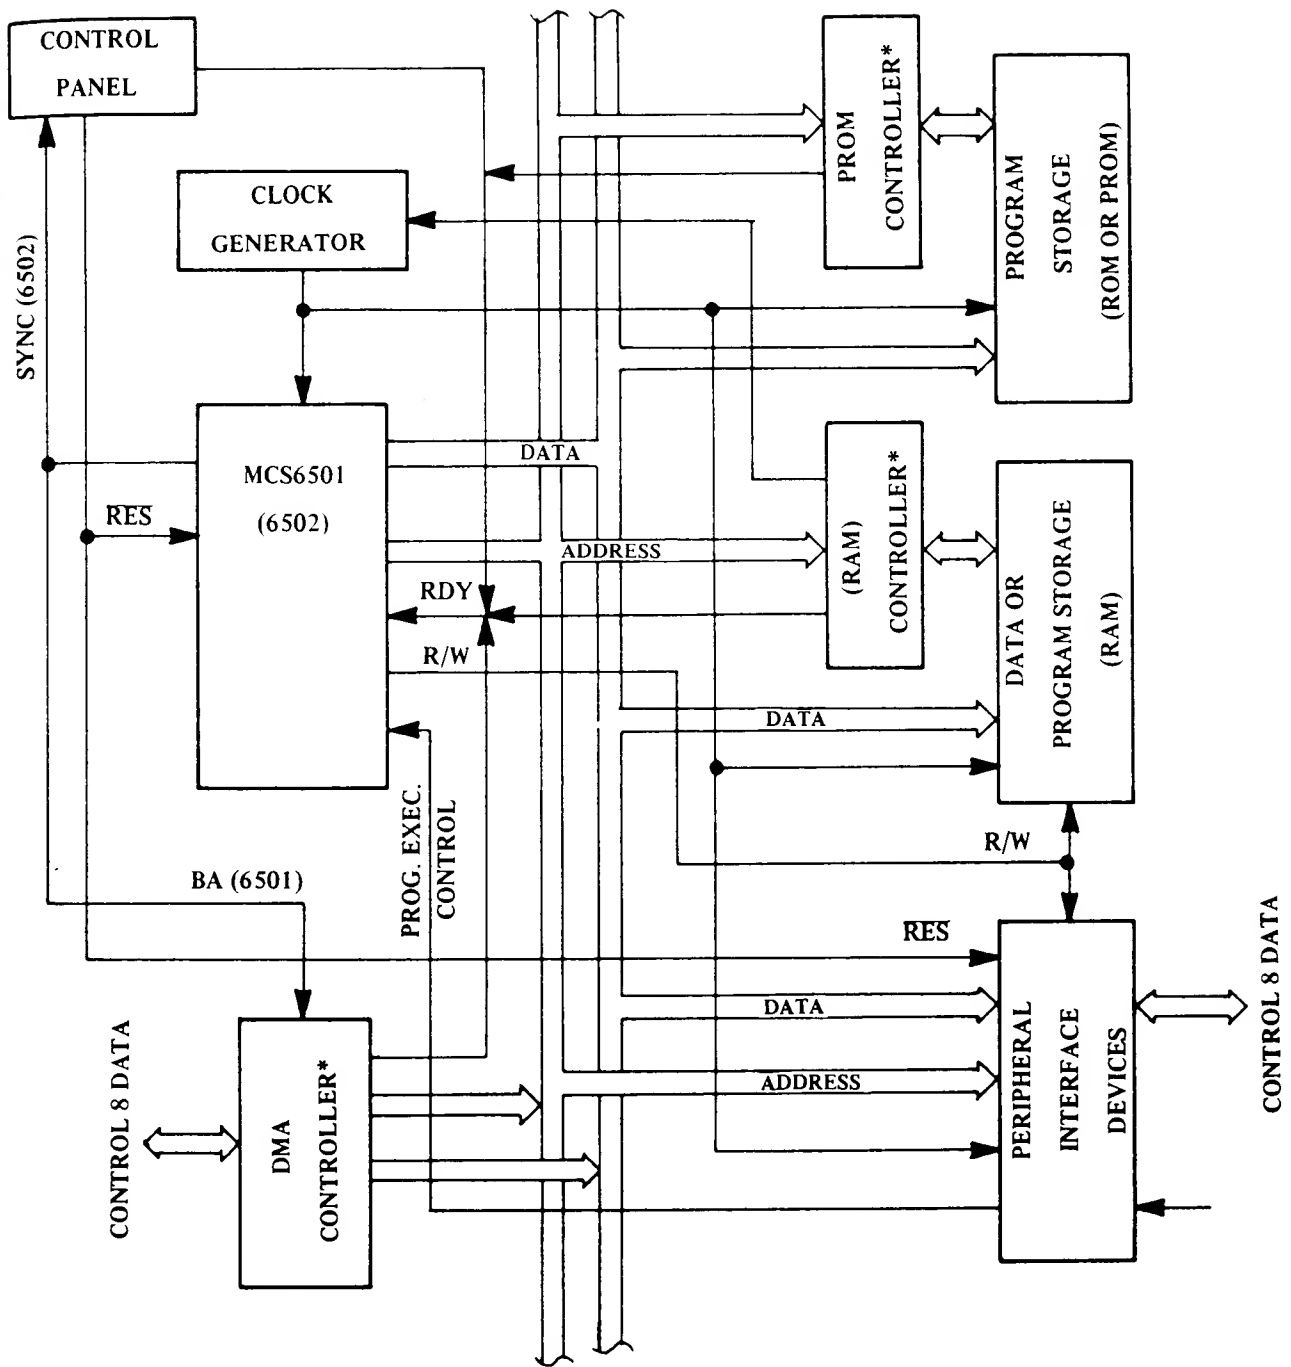 CONTROL
PANEL
CLOCK
GENERATOR
SYNC (6502)
MCS6501
(6502)
RES
RDY
R/W
BA (6501)
PROG. EXEC.
CONTROL
DMA
CONTROLLER*
CONTROL 8 DATA
DATA
ADDRESS
PROM
CONTROLLER*
PROGRAM
STORAGE
(ROM OR PROM)
(RAM)
CONTROLLER*
DATA OR
PROGRAM STORAGE
(RAM)
DATA
R/W
RES
DATA
ADDRESS
PERIPHERAL
INTERFACE
DEVICES
CONTROL 8 DATA